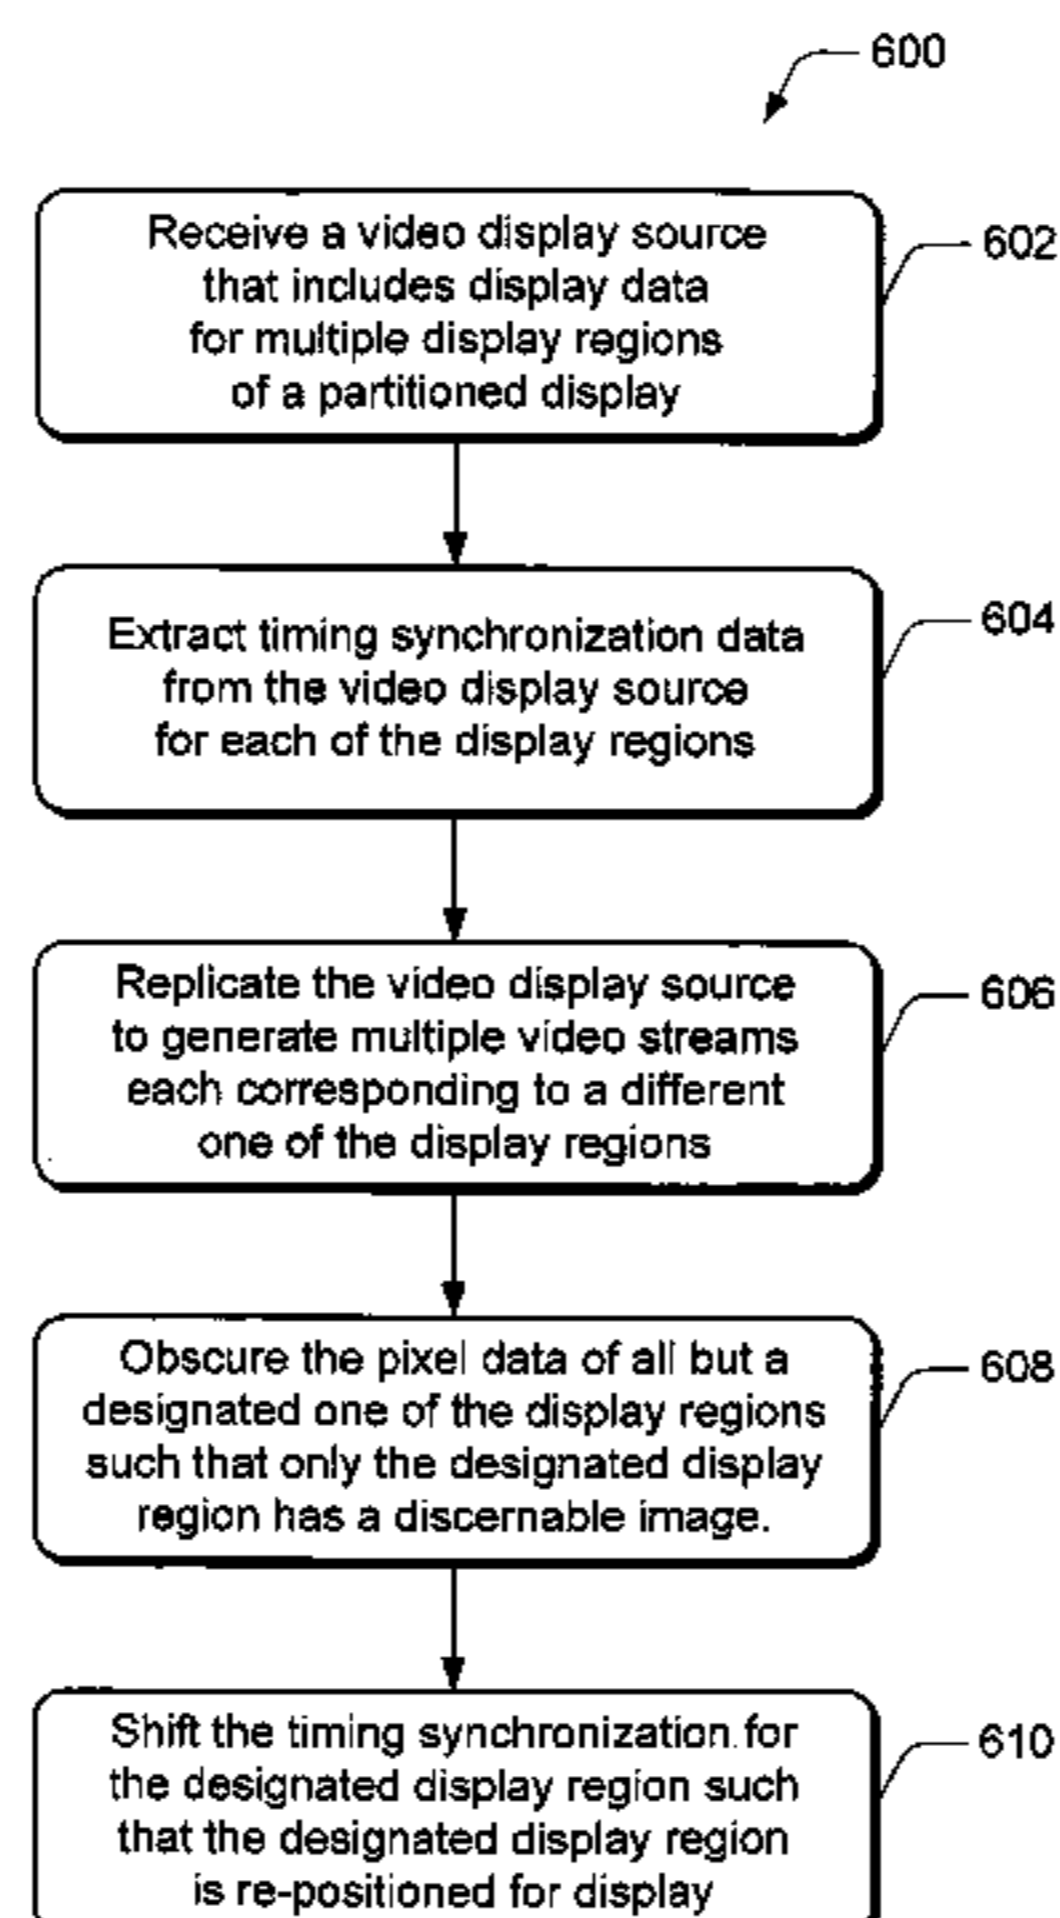 600
Receive a video display source
that includes display data
for multiple display regions
of a partitioned display
602
Extract timing synchronization data
from the video display source
for each of the display regions
604
Replicate the video display source
to generate multiple video streams
each corresponding to a different
one of the display regions
606
Obscure the pixel data of all but a
designated one of the display regions
such that only the designated display
region has a discernable image.
608
Shift the timing synchronization for
the designated display region such
that the designated display region
is re-positioned for display
610